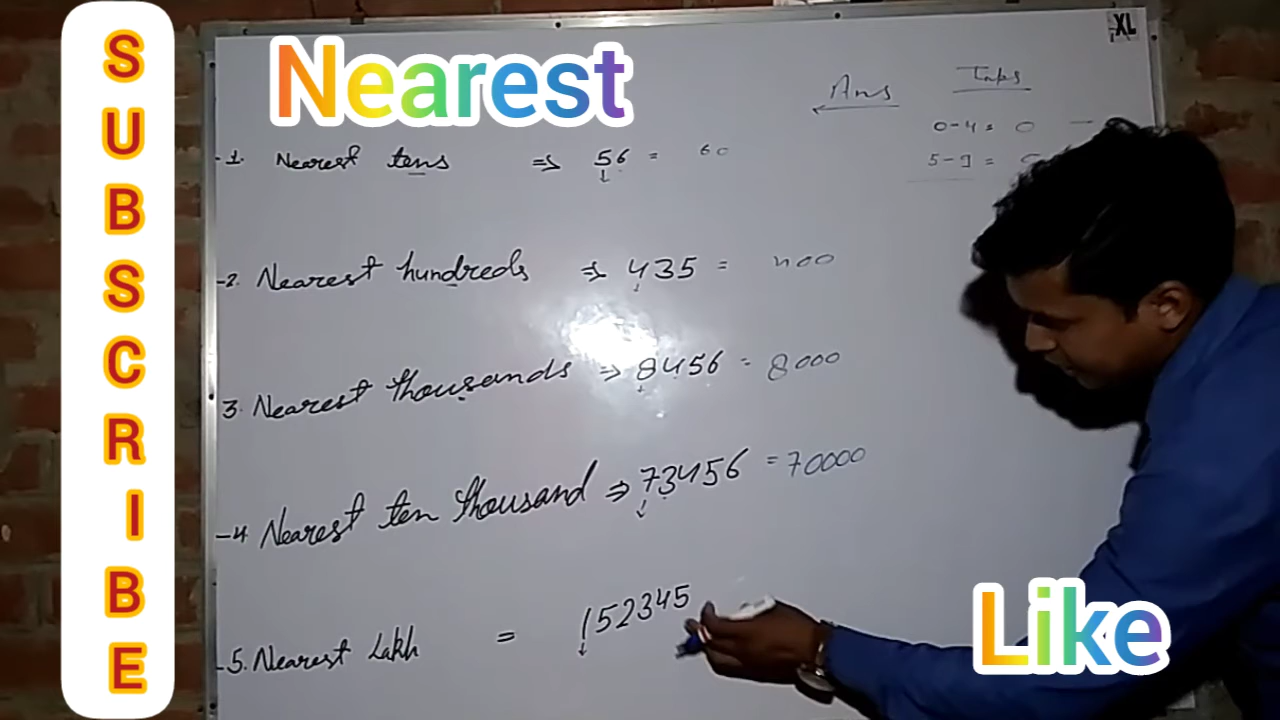 SUBSCRIBE
Nearest
XL
Ans
0-4 = 0
5-9 =
1. Nearest tens ⇒ 56 = 60
2. Nearest hundreds ⇒ 435 = 400
3. Nearest thousands ⇒ 8456 = 8000
4. Nearest ten thousand ⇒ 73456 = 70000
5. Nearest Lakh = 152345
Like